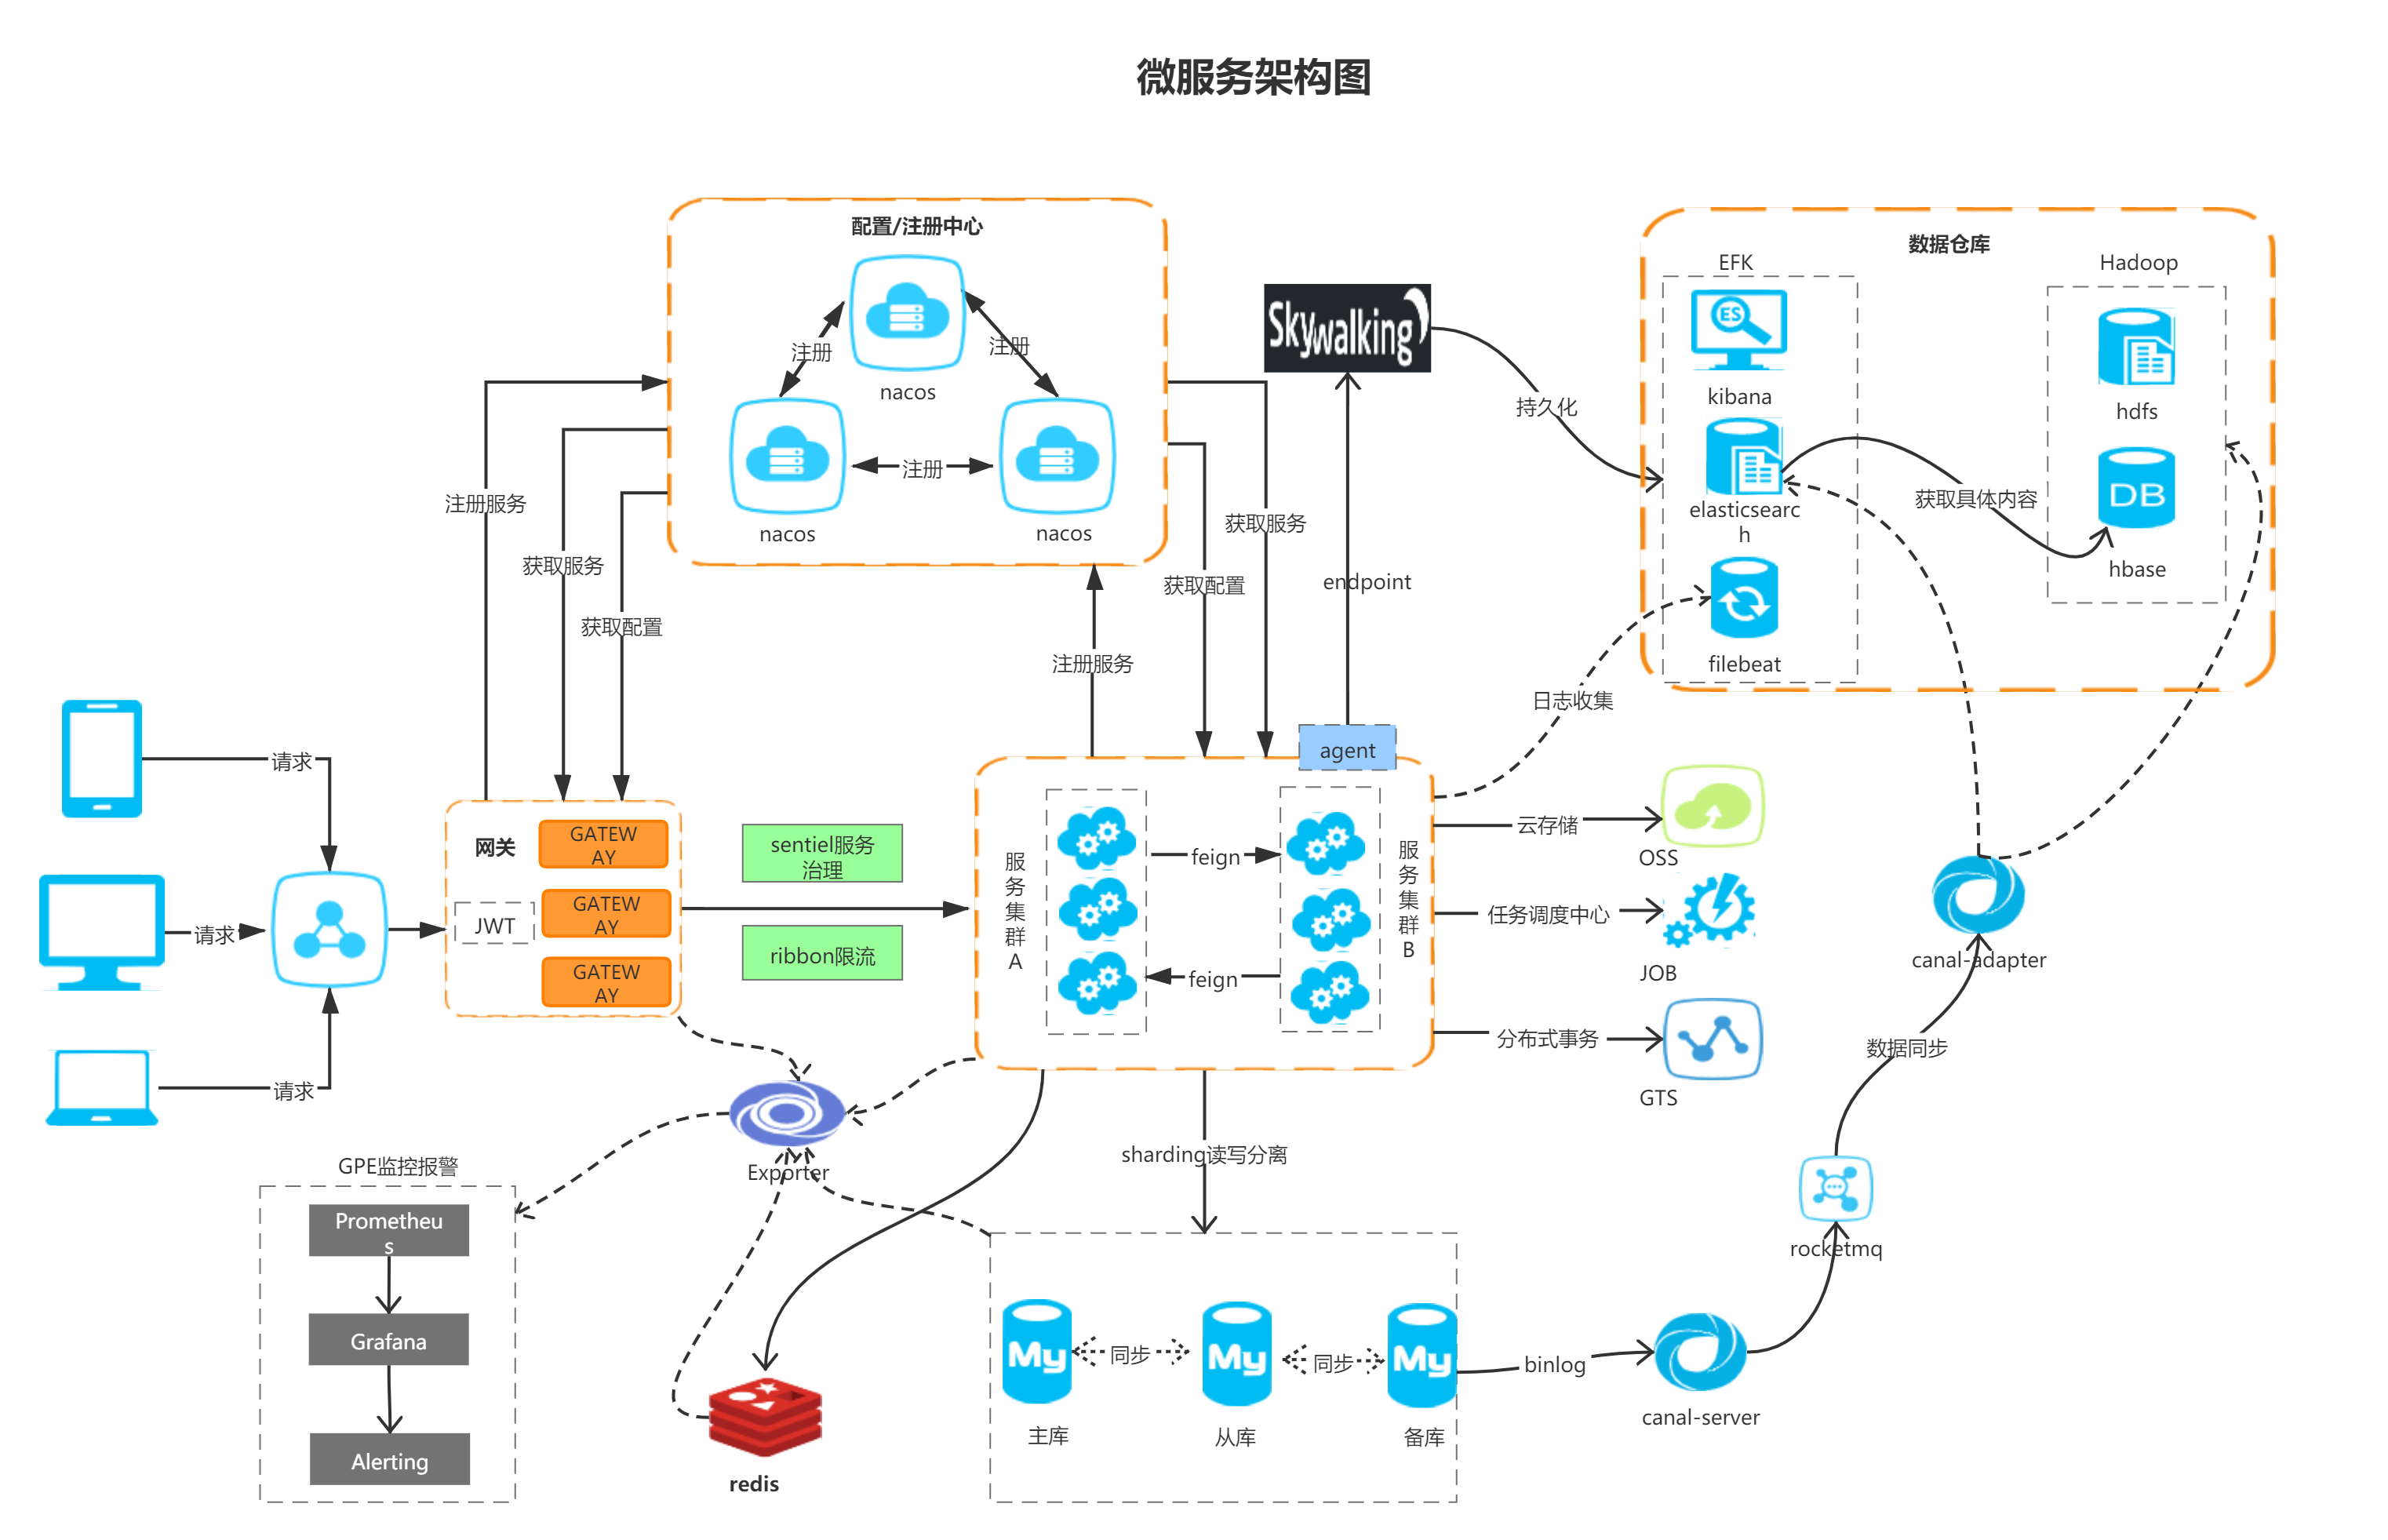 微服务架构图
配置/注册中心
注册
注册
nacos
注册
nacos
nacos
Skywalking
持久化
数据仓库
EFK
Hadoop
ES
kibana
hdfs
elasticsearc
h
获取具体内容
DB
hbase
filebeat
注册服务
获取服务
获取配置
获取服务
获取配置
endpoint
注册服务
日志收集
agent
请求
请求
请求
网关
GATEW
AY
JWT
GATEW
AY
GATEW
AY
sentiel服务
治理
ribbon限流
服
务
集
群
A
feign
feign
服
务
集
群
B
云存储
OSS
任务调度中心
JOB
分布式事务
GTS
canal-adapter
数据同步
rocketmq
Exporter
sharding读写分离
GPE监控报警
Prometheu
s
Grafana
Alerting
redis
My
同步
My
同步
My
主库
从库
备库
binlog
canal-server